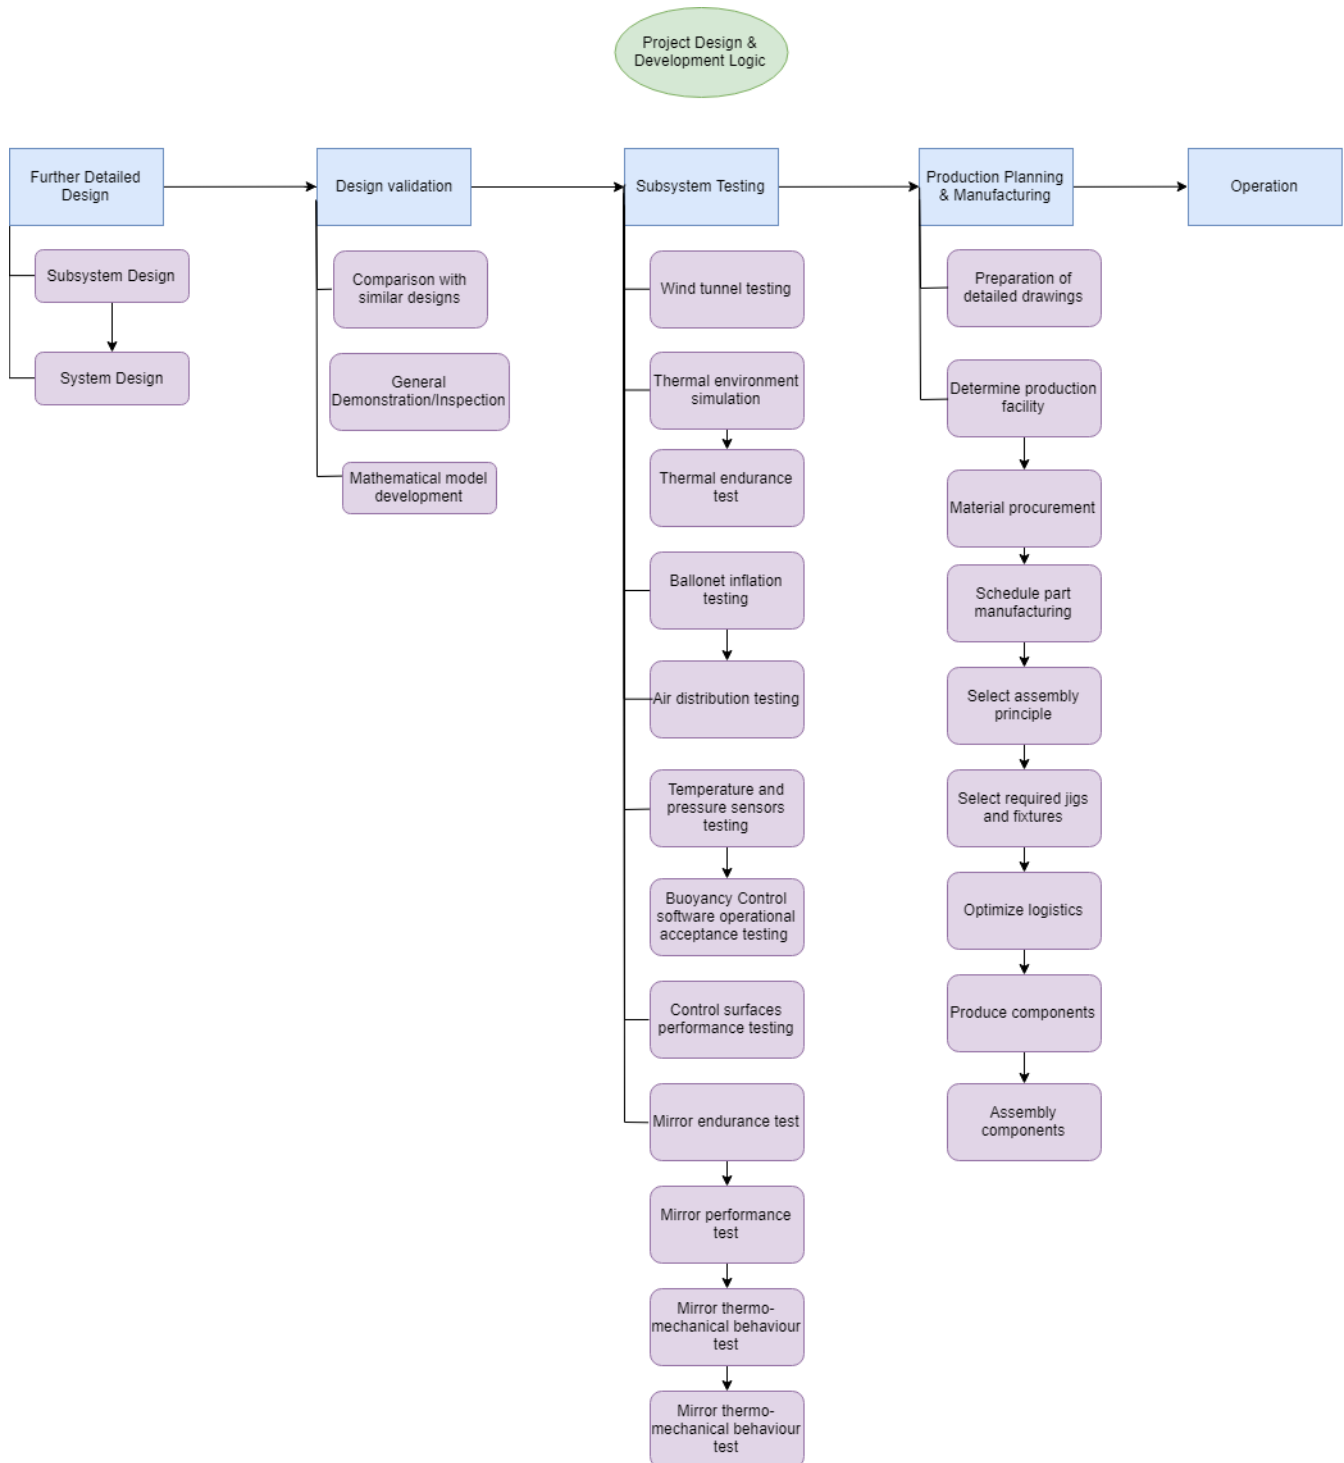 Project Design &
Development Logic
Further Detailed
Design
Design validation
Subsystem Testing
Production Planning
& Manufacturing
Operation
Subsystem Design
System Design
Comparison with
similar designs
General
Demonstration/Inspection
Mathematical model
development
Wind tunnel testing
Thermal environment
simulation
Thermal endurance
test
Ballonet inflation
testing
Air distribution testing
Temperature and
pressure sensors
testing
Buoyancy Control
software operational
acceptance testing
Control surfaces
performance testing
Mirror endurance test
Mirror performance
test
Mirror thermo-
mechanical behaviour
test
Mirror thermo-
mechanical behaviour
test
Preparation of
detailed drawings
Determine production
facility
Material procurement
Schedule part
manufacturing
Select assembly
principle
Select required jigs
and fixtures
Optimize logistics
Produce components
Assembly
components